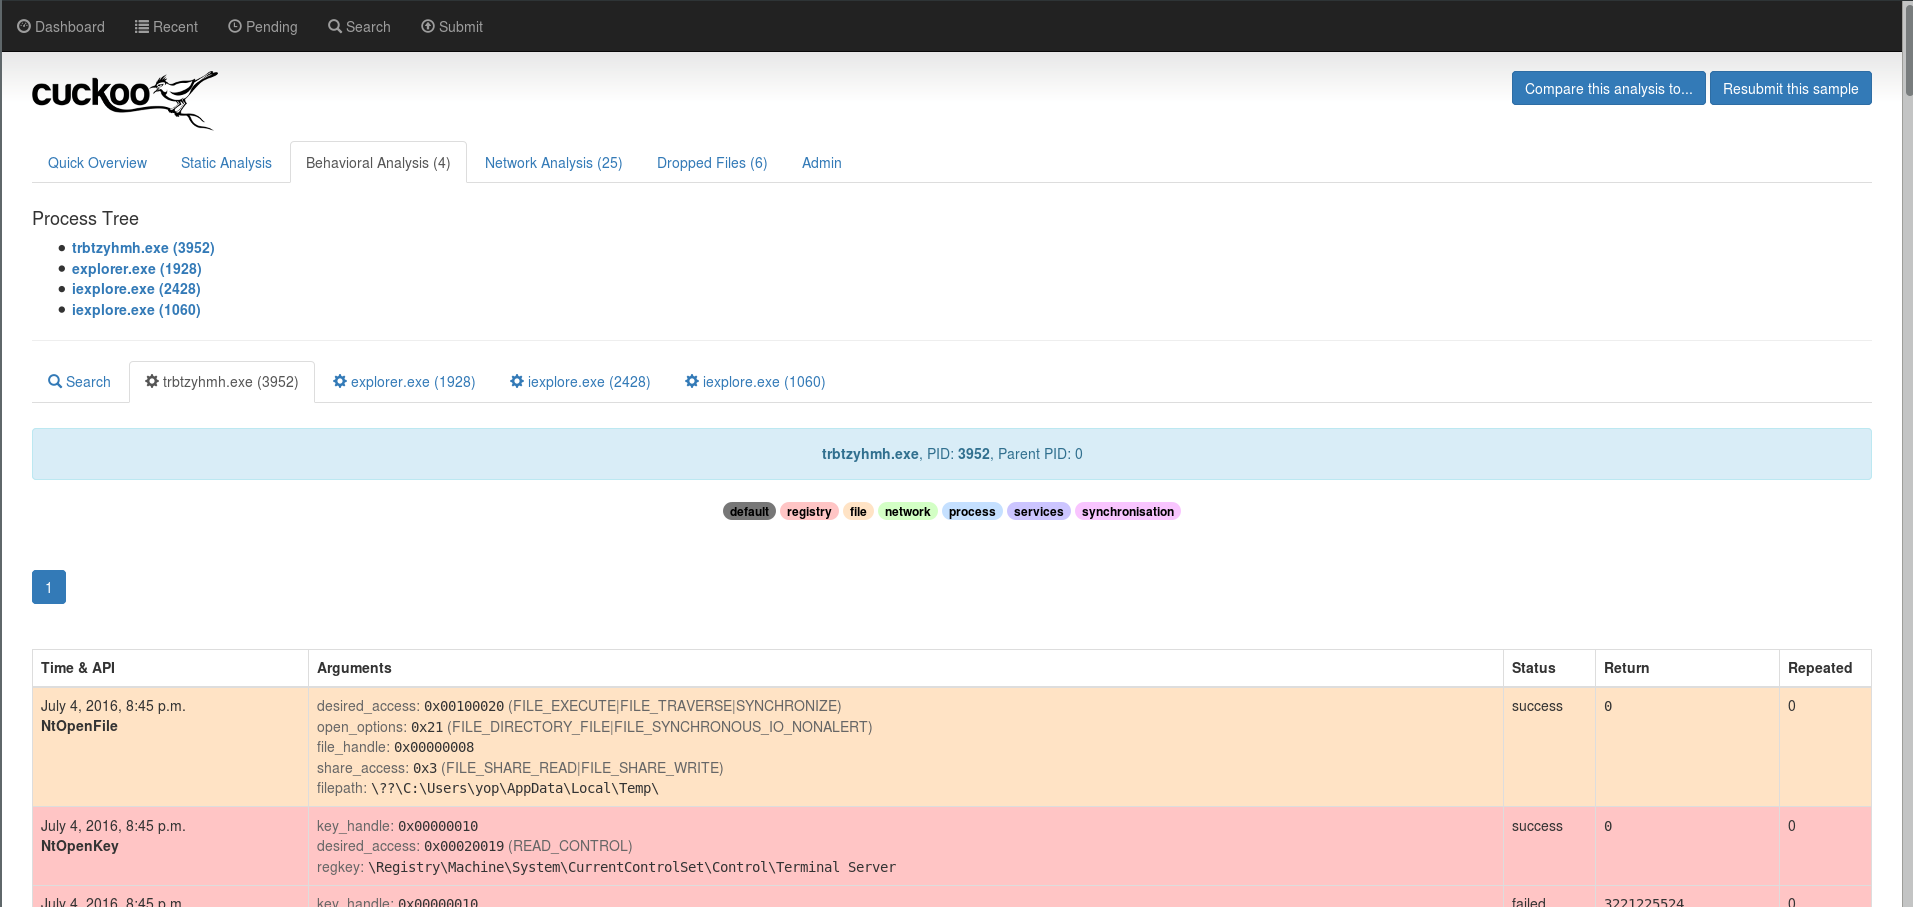 Dashboard Recent Pending Search Submit
cuckoo
Compare this analysis to... Resubmit this sample
Quick Overview Static Analysis Behavioral Analysis (4) Network Analysis (25) Dropped Files (6) Admin
Process Tree
trbtzyhmh.exe (3952)
explorer.exe (1928)
iexplore.exe (2428)
iexplore.exe (1060)
Search trbtzyhmh.exe (3952) explorer.exe (1928) iexplore.exe (2428) iexplore.exe (1060)
trbtzyhmh.exe, PID: 3952, Parent PID: 0
default registry file network process services synchronisation
1
Time & API Arguments Status Return Repeated
July 4, 2016, 8:45 p.m. desired_access: 0x00100020 (FILE_EXECUTE|FILE_TRAVERSE|SYNCHRONIZE) success 0 0
NtOpenFile open_options: 0x21 (FILE_DIRECTORY_FILE|FILE_SYNCHRONOUS_IO_NONALERT)
file_handle: 0x00000008
share_access: 0x3 (FILE_SHARE_READ|FILE_SHARE_WRITE)
filepath: \??\C:\Users\yop\AppData\Local\Temp\
July 4, 2016, 8:45 p.m. key_handle: 0x00000010 success 0 0
NtOpenKey desired_access: 0x00020019 (READ_CONTROL)
regkey: \Registry\Machine\System\CurrentControlSet\Control\Terminal Server
July 4, 2016, 8:45 p.m. key_handle: 0x00000010 failed 3221225524 0